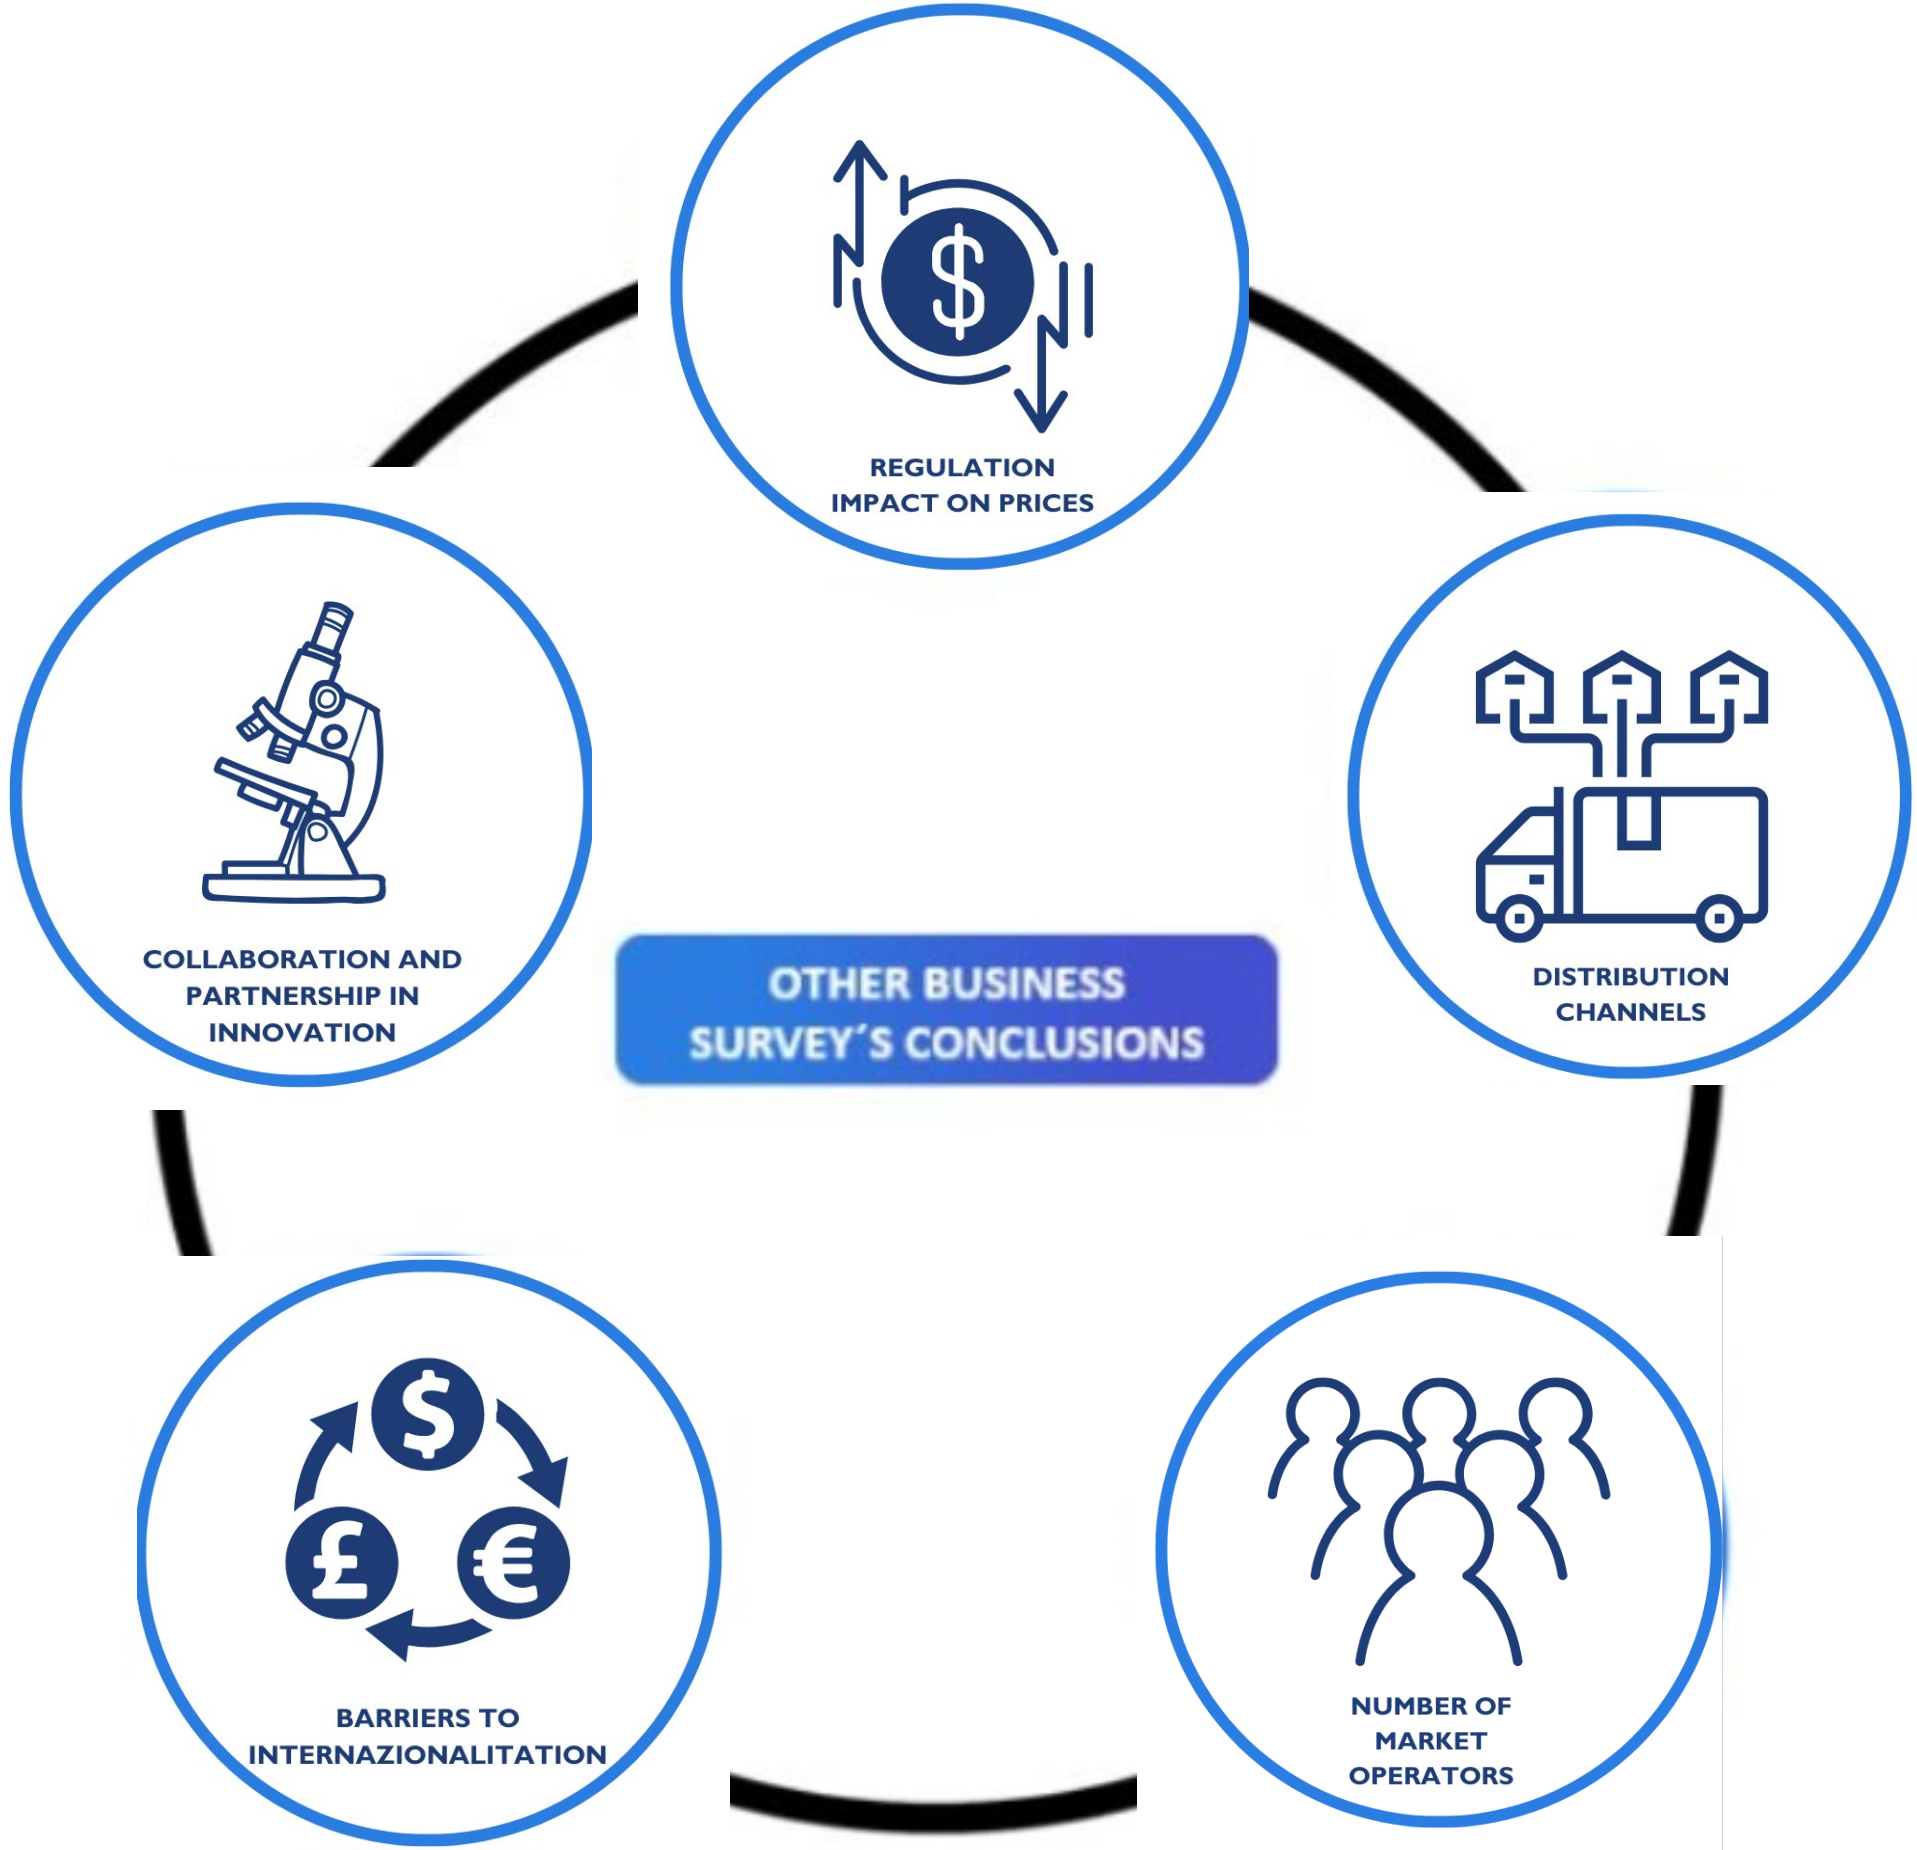 REGULATION
IMPACT ON PRICES
COLLABORATION AND
PARTNERSHIP IN
INNOVATION
DISTRIBUTION
CHANNELS
OTHER BUSINESS
SURVEY´S CONCLUSIONS
BARRIERS TO
INTERNAZIONALITATION
NUMBER OF
MARKET
OPERATORS